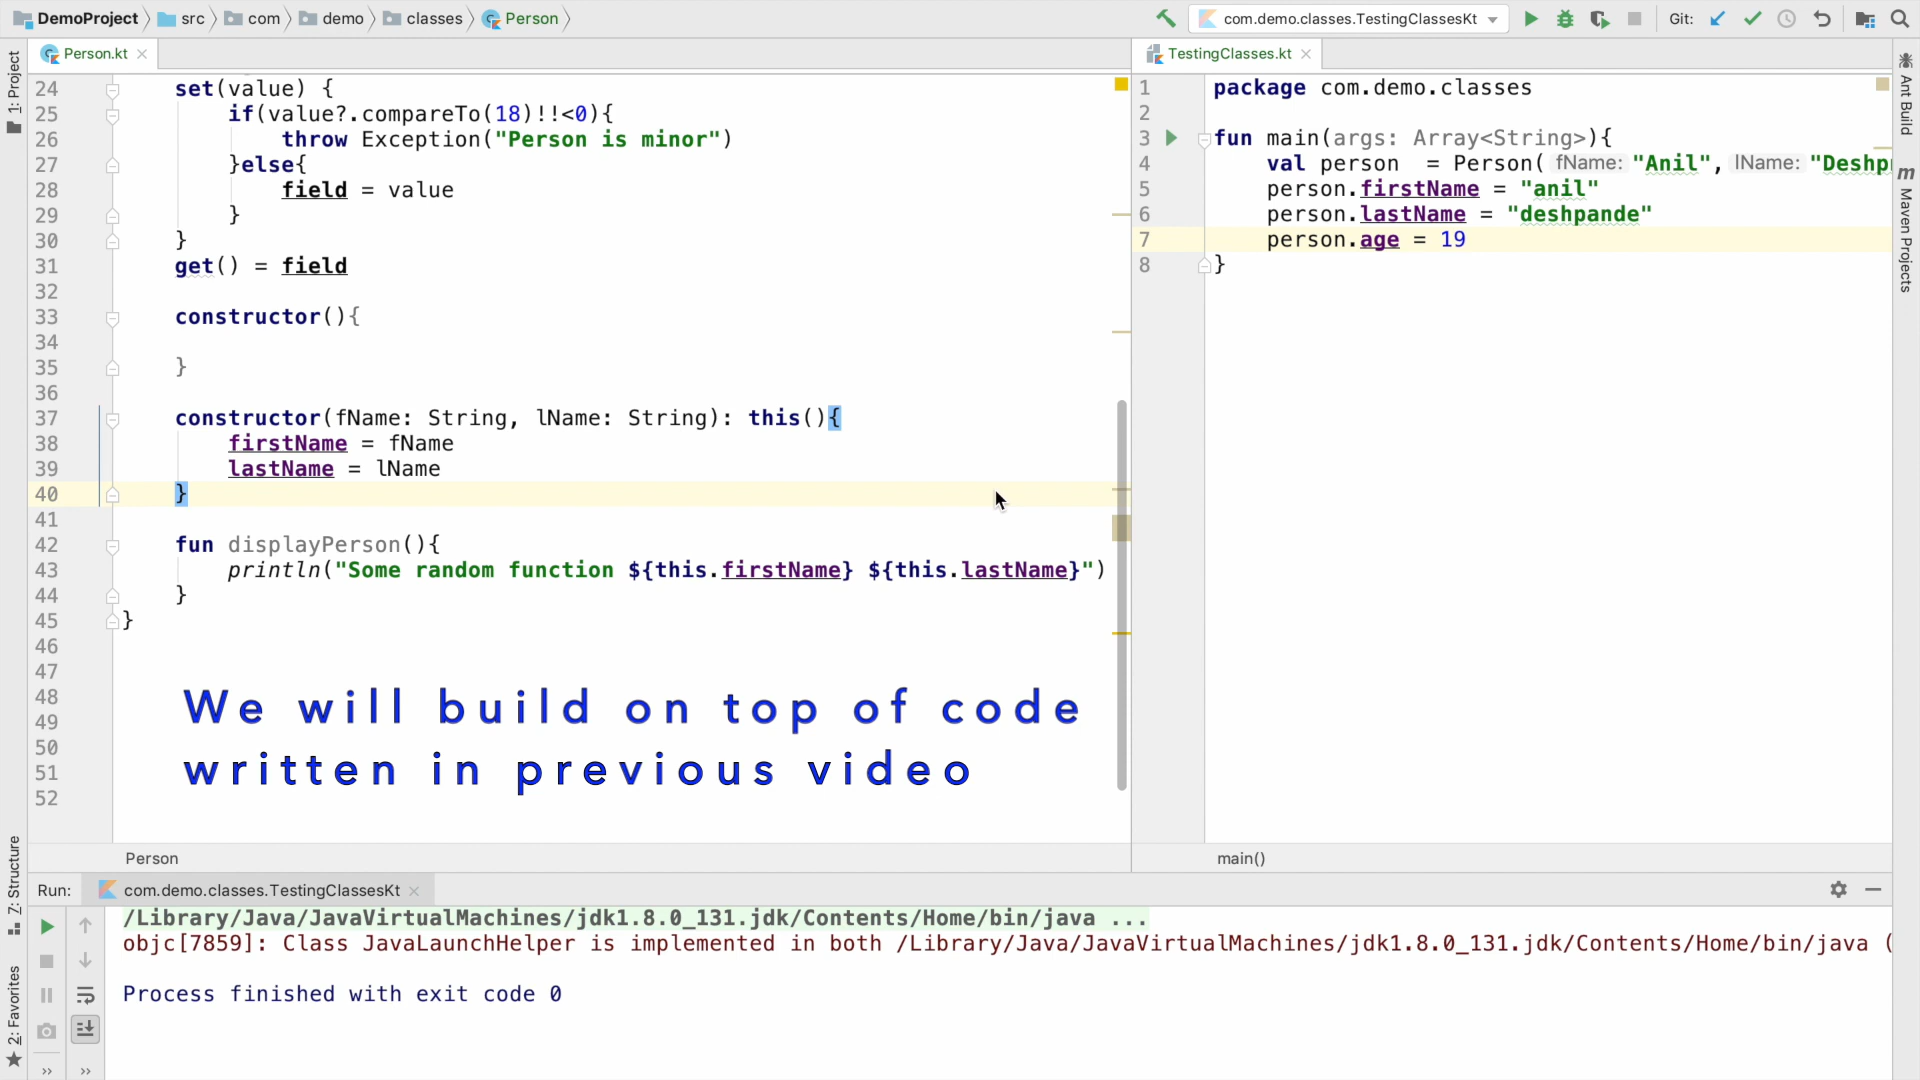 DemoProject src com demo classes Person
com.demo.classes.TestingClassesKt Git:
Person.kt
TestingClasses.kt
1: Project
Z: Structure
2: Favorites
Ant Build
Maven Projects
24 set(value) {
25 if(value?.compareTo(18)!!<0){
26 throw Exception("Person is minor")
27 }else{
28 field = value
29 }
30 }
31 get() = field
32
33 constructor(){
34
35 }
36
37 constructor(fName: String, lName: String): this(){
38 firstName = fName
39 lastName = lName
40 }
41
42 fun displayPerson(){
43 println("Some random function ${this.firstName} ${this.lastName}")
44 }
45 }
46
47
48
49
50
51
52
We will build on top of code
written in previous video
Person
1 package com.demo.classes
2
3 fun main(args: Array<String>){
4 val person = Person( fName: "Anil", lName: "Deshp
5 person.firstName = "anil"
6 person.lastName = "deshpande"
7 person.age = 19
8 }
main()
Run: com.demo.classes.TestingClassesKt
/Library/Java/JavaVirtualMachines/jdk1.8.0_131.jdk/Contents/Home/bin/java ...
objc[7859]: Class JavaLaunchHelper is implemented in both /Library/Java/JavaVirtualMachines/jdk1.8.0_131.jdk/Contents/Home/bin/java (
Process finished with exit code 0